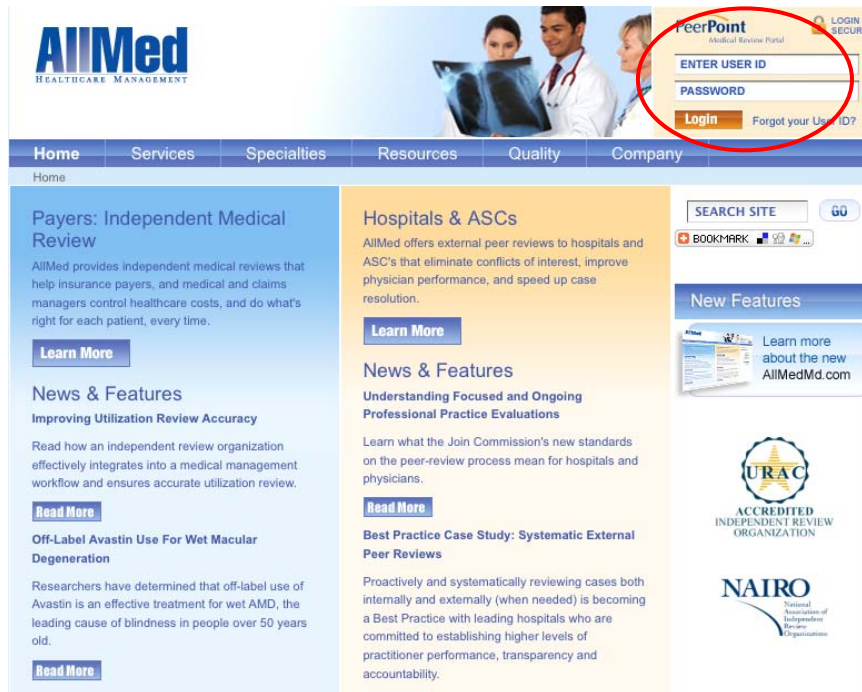 AllMed
HEALTHCARE MANAGEMENT
PeerPoint
Medical Review Portal
LOGIN
SECUR
ENTER USER ID
PASSWORD
Login
Forgot your User ID?
Home Services Specialties Resources Quality Company
Home
Payers: Independent Medical
Review
AllMed provides independent medical reviews that
help insurance payers, and medical and claims
managers control healthcare costs, and do what's
right for each patient, every time.
Learn More
News & Features
Improving Utilization Review Accuracy
Read how an independent review organization
effectively integrates into a medical management
workflow and ensures accurate utilization review.
Read More
Off-Label Avastin Use For Wet Macular
Degeneration
Researchers have determined that off-label use of
Avastin is an effective treatment for wet AMD, the
leading cause of blindness in people over 50 years
old.
Read More
Hospitals & ASCs
AllMed offers external peer reviews to hospitals and
ASC's that eliminate conflicts of interest, improve
physician performance, and speed up case
resolution.
Learn More
News & Features
Understanding Focused and Ongoing
Professional Practice Evaluations
Learn what the Join Commission's new standards
on the peer-review process mean for hospitals and
physicians.
Read More
Best Practice Case Study: Systematic External
Peer Reviews
Proactively and systematically reviewing cases both
internally and externally (when needed) is becoming
a Best Practice with leading hospitals who are
committed to establishing higher levels of
practitioner performance, transparency and
accountability.
SEARCH SITE GO
BOOKMARK ...
New Features
Learn more
about the new
AllMedMd.com
URAC
ACCREDITED
INDEPENDENT REVIEW
ORGANIZATION
NAIRO
National
Association of
Independent
Review
Organizations